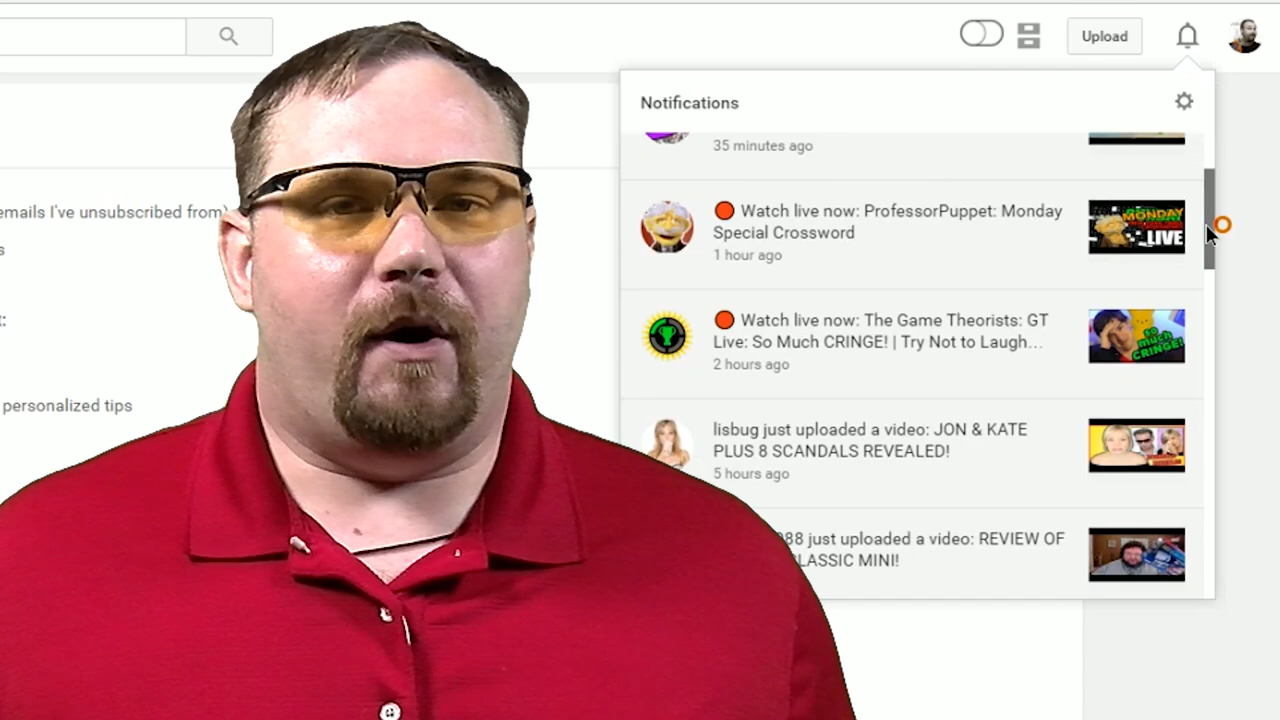 Upload
Notifications
35 minutes ago
Watch live now: ProfessorPuppet: Monday
Special Crossword
1 hour ago
MONDAY
LIVE
emails I've unsubscribed from)
s
t:
Watch live now: The Game Theorists: GT
Live: So Much CRINGE! | Try Not to Laugh...
2 hours ago
so
much
CRINGE!
personalized tips
lisbug just uploaded a video: JON & KATE
PLUS 8 SCANDALS REVEALED!
5 hours ago
88 just uploaded a video: REVIEW OF
CLASSIC MINI!